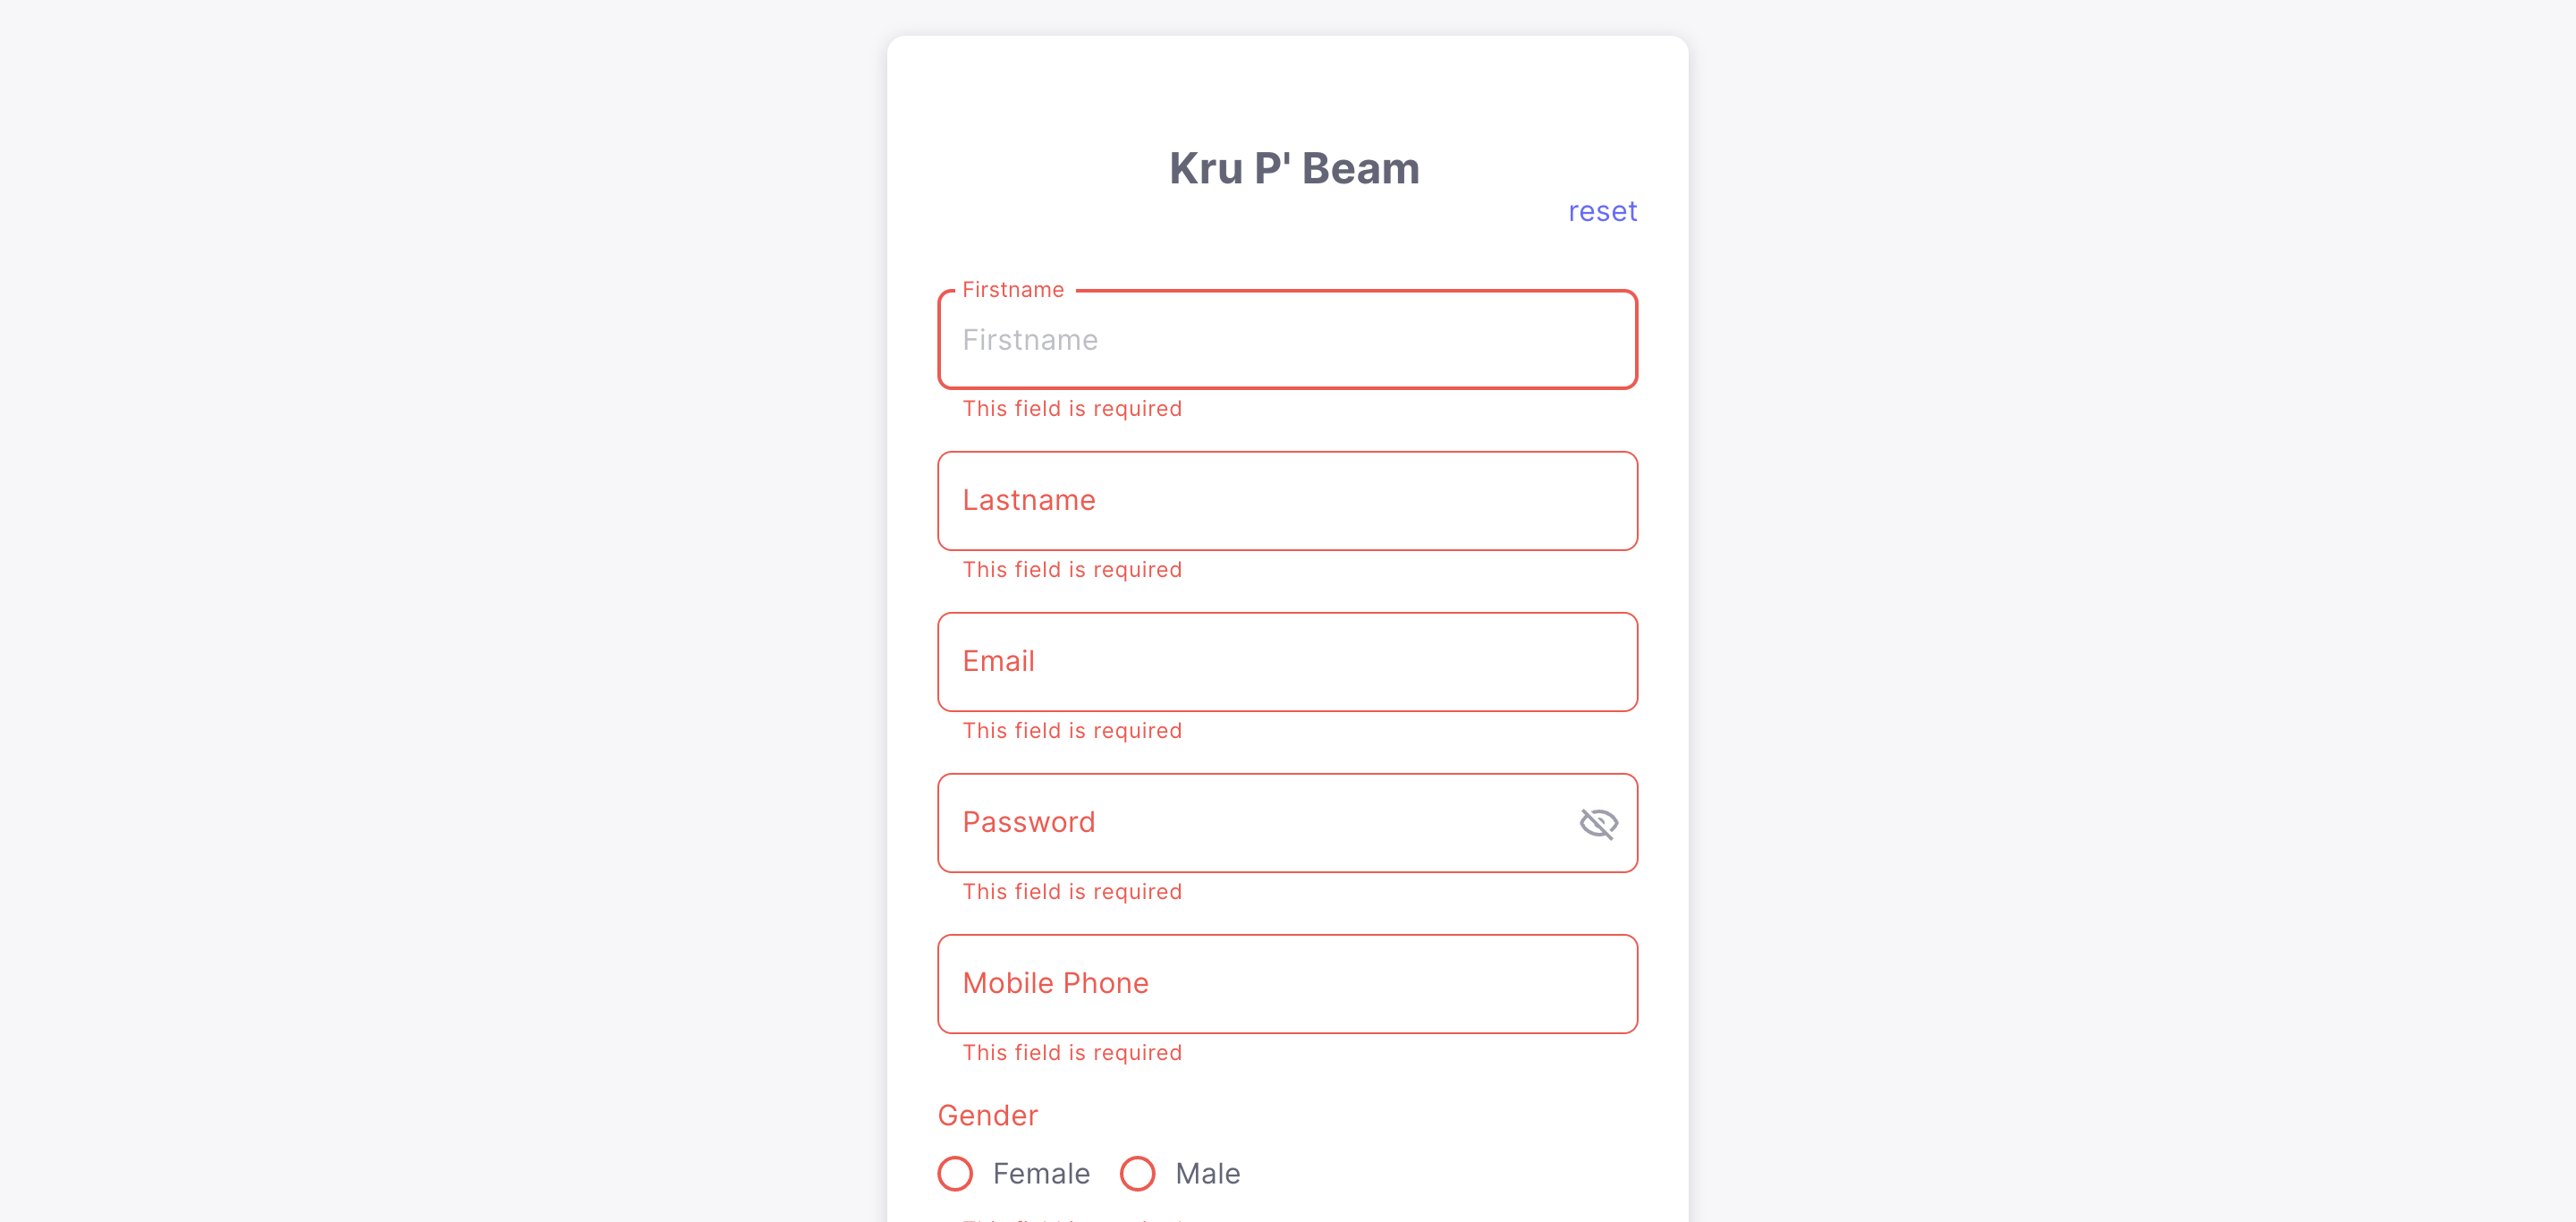 Kru P' Beam
reset
Firstname
Firstname
This field is required
Lastname
This field is required
Email
This field is required
Password
This field is required
Mobile Phone
This field is required
Gender
Female Male